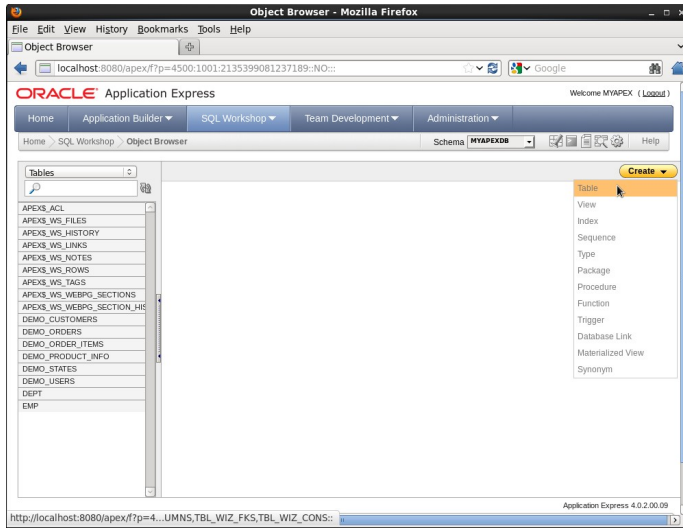 Object Browser - Mozilla Firefox
File Edit View History Bookmarks Tools Help
Object Browser
localhost:8080/apex/f?p=4500:1001:2135399081237189::NO:::
Google
ORACLE Application Express
Welcome MYAPEX ( Logout )
Home Application Builder SQL Workshop Team Development Administration
Home SQL Workshop Object Browser
Schema MYAPEXDB
Help
Tables
Create
Table
View
Index
Sequence
Type
Package
Procedure
Function
Trigger
Database Link
Materialized View
Synonym
APEX$_ACL
APEX$_WS_FILES
APEX$_WS_HISTORY
APEX$_WS_LINKS
APEX$_WS_NOTES
APEX$_WS_ROWS
APEX$_WS_TAGS
APEX$_WS_WEBPG_SECTIONS
APEX$_WS_WEBPG_SECTION_HIS
DEMO_CUSTOMERS
DEMO_ORDERS
DEMO_ORDER_ITEMS
DEMO_PRODUCT_INFO
DEMO_STATES
DEMO_USERS
DEPT
EMP
Application Express 4.0.2.00.09
http://localhost:8080/apex/f?p=4...UMNS,TBL_WIZ_FKS,TBL_WIZ_CONS::